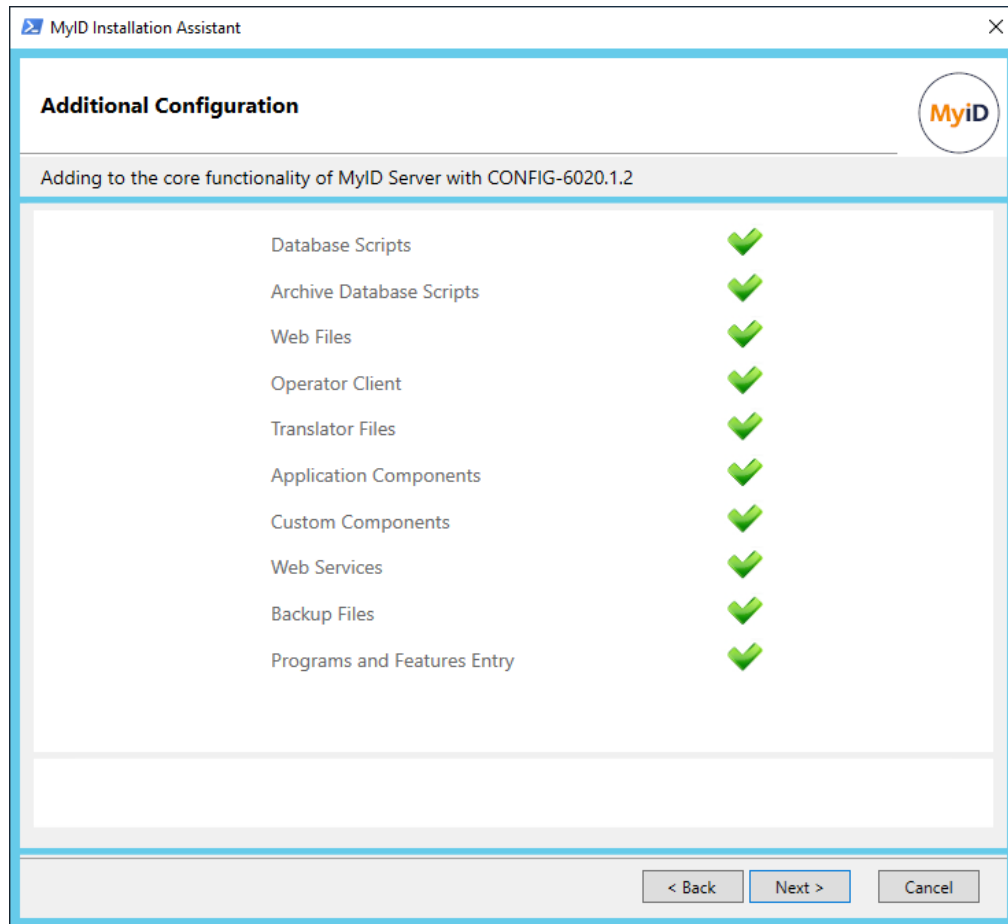 MyID Installation Assistant
Additional Configuration
MyiD
Adding to the core functionality of MyID Server with CONFIG-6020.1.2
Database Scripts
Archive Database Scripts
Web Files
Operator Client
Translator Files
Application Components
Custom Components
Web Services
Backup Files
Programs and Features Entry
< Back Next > Cancel